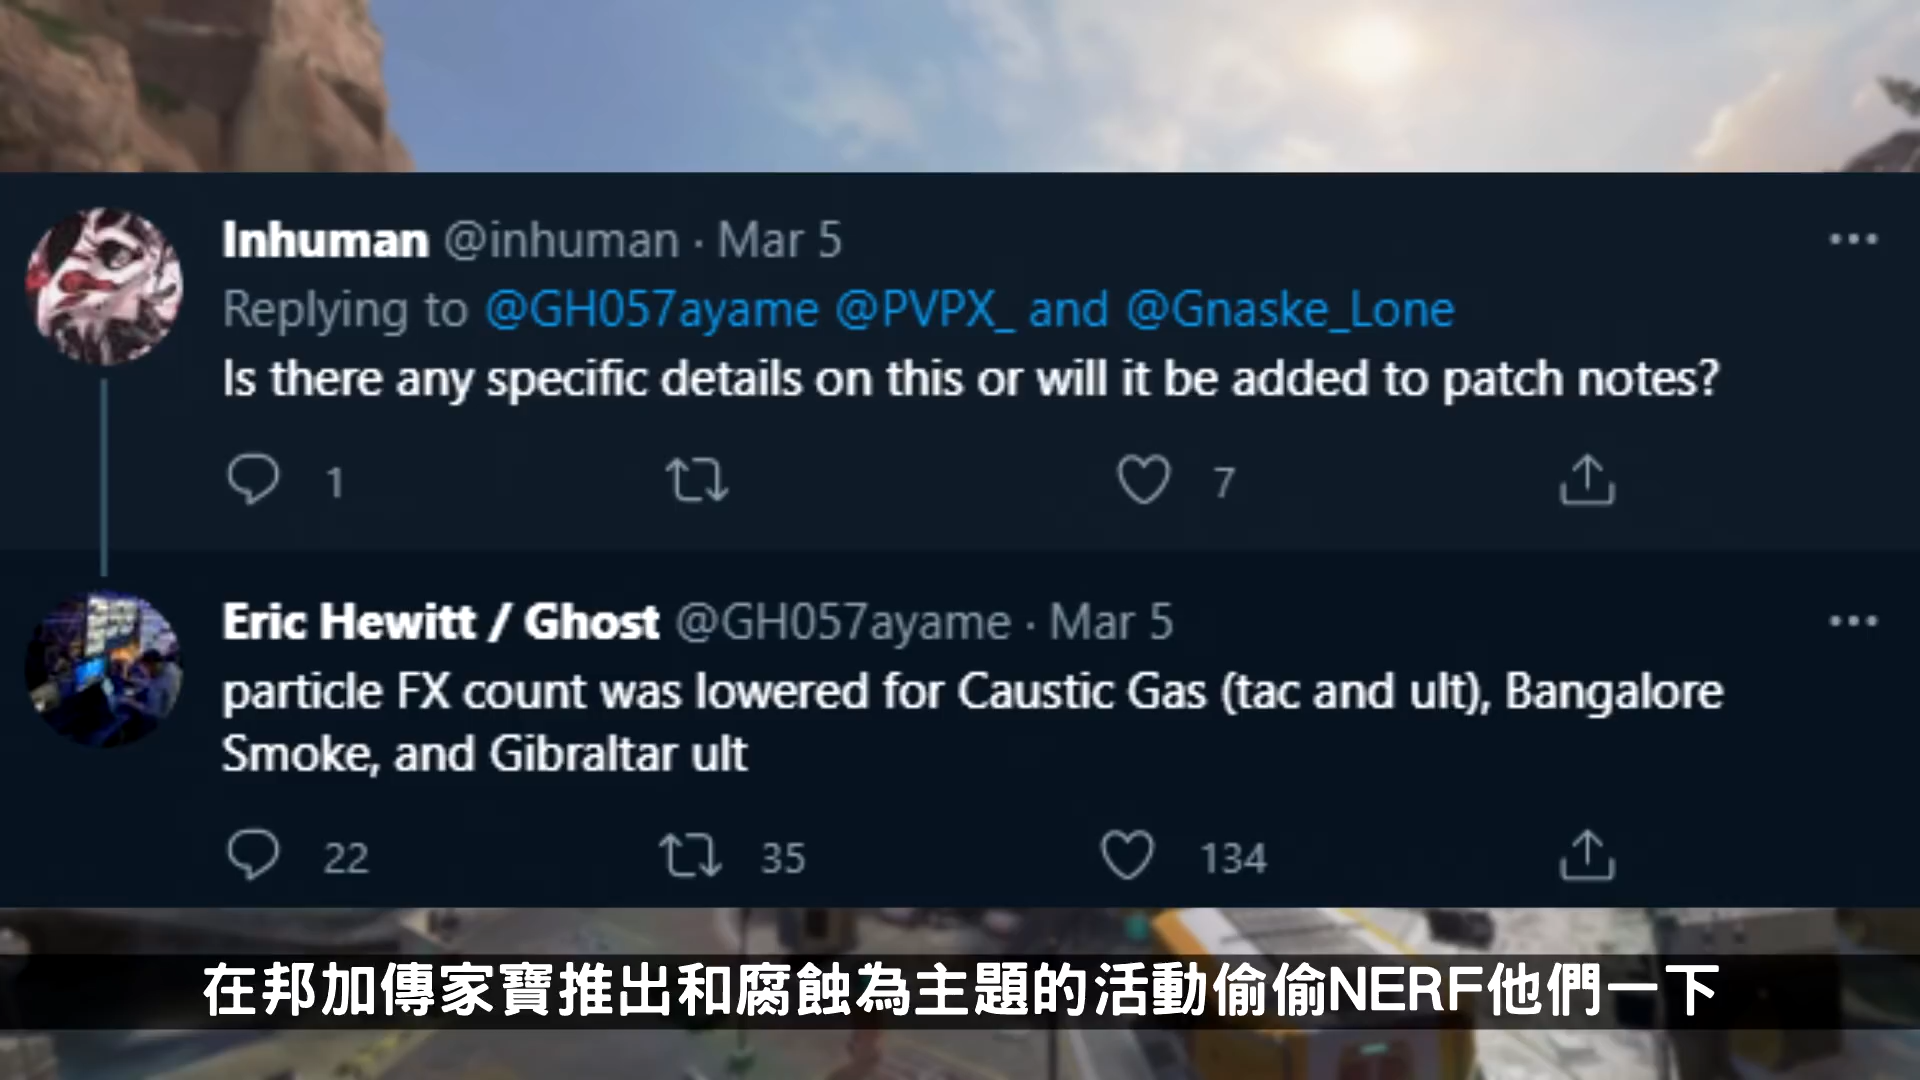 Inhuman @inhuman · Mar 5
Replying to @GH057ayame @PVPX_ and @Gnaske_Lone
Is there any specific details on this or will it be added to patch notes?
1 7
Eric Hewitt / Ghost @GH057ayame · Mar 5
particle FX count was lowered for Caustic Gas (tac and ult), Bangalore
Smoke, and Gibraltar ult
22 35 134
在邦加傳家寶推出和腐蝕為主題的活動偷偷NERF他們一下